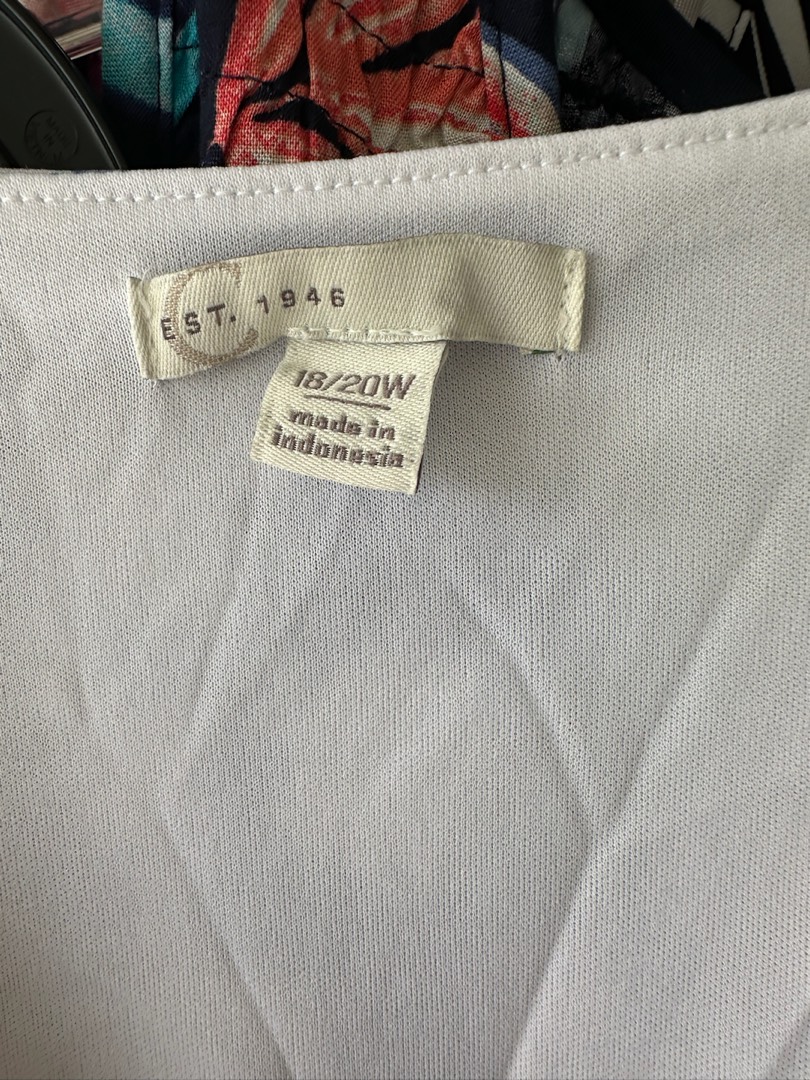 C
EST. 1946
18/20W
made in
indonesia